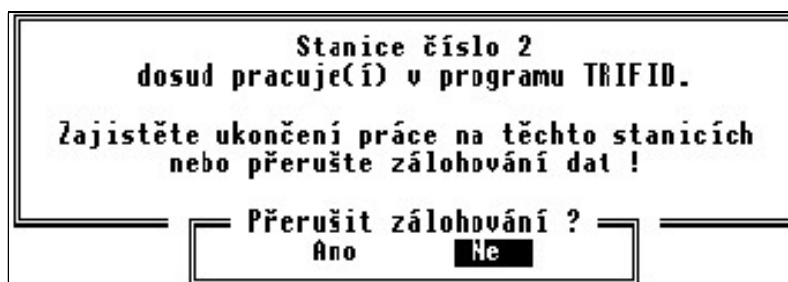 Stanice číslo 2
dosud pracuje(í) v programu TRIFID.
Zajistěte ukončení práce na těchto stanicích
nebo přerušte zálohování dat !
Přerušit zálohování ?
Ano Ne